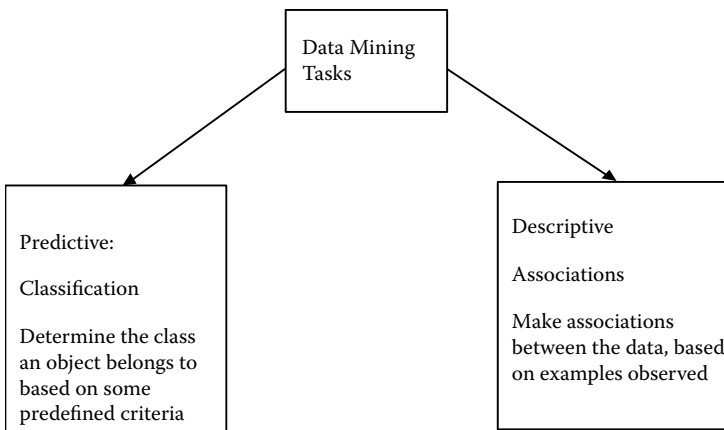 Data Mining
Tasks
Predictive:
Classification
Determine the class
an object belongs to
based on some
predefined criteria
Descriptive
Associations
Make associations
between the data, based
on examples observed